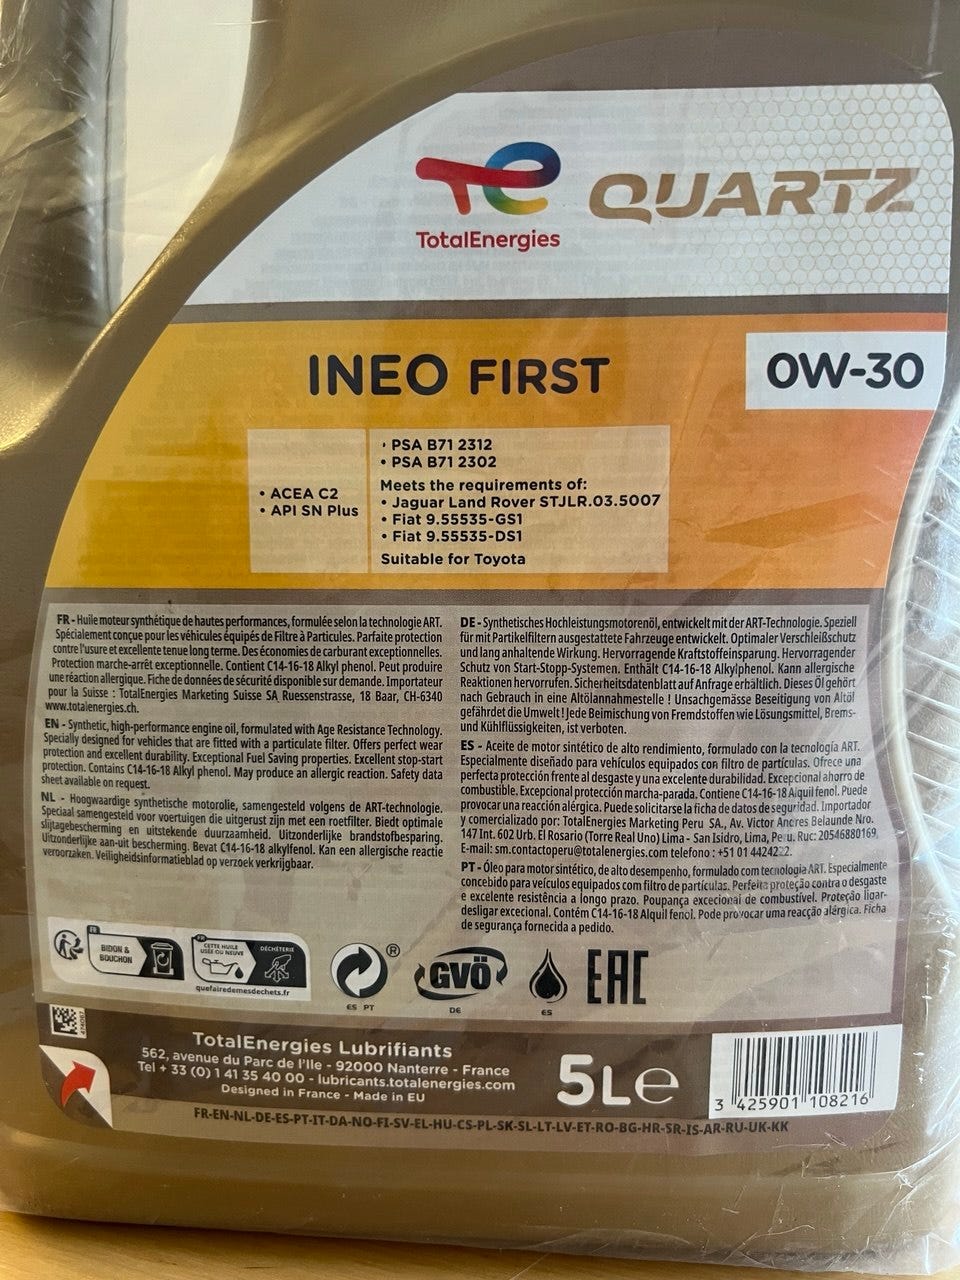 TotalEnergies
QUARTZ
INEO FIRST
0W-30
• ACEA C2
• API SN Plus
• PSA B71 2312
• PSA B71 2302
Meets the requirements of:
• Jaguar Land Rover STJLR.03.5007
• Fiat 9.55535-GS1
• Fiat 9.55535-DS1
Suitable for Toyota
FR - Huile moteur synthétique de hautes performances, formulée selon la technologie ART.
Spécialement conçue pour les véhicules équipés de Filtre à Particules. Parfaite protection
contre l'usure et excellente tenue long terme. Des économies de carburant exceptionnelles.
Protection marche-arrêt exceptionnelle. Contient C14-16-18 Alkyl phenol. Peut produire
une réaction allergique. Fiche de données de sécurité disponible sur demande. Importateur
pour la Suisse : TotalEnergies Marketing Suisse SA Ruessenstrasse, 18 Baar, CH-6340
www.totalenergies.ch.
EN - Synthetic, high-performance engine oil, formulated with Age Resistance Technology.
Specially designed for vehicles that are fitted with a particulate filter. Offers perfect wear
protection and excellent durability. Exceptional Fuel Saving properties. Excellent stop-start
protection. Contains C14-16-18 Alkyl phenol. May produce an allergic reaction. Safety data
sheet available on request.
NL - Hoogwaardige synthetische motorolie, samengesteld volgens de ART-technologie.
Speciaal samengesteld voor voertuigen die uitgerust zijn met een roetfilter. Biedt optimale
slijtagebescherming en uitstekende duurzaamheid. Uitzonderlijke brandstofbesparing.
Uitzonderlijke aan-uit bescherming. Bevat C14-16-18 alkylfenol. Kan een allergische reactie
veroorzaken. Veiligheidsinformatieblad op verzoek verkrijgbaar.
DE - Synthetisches Hochleistungsmotorenöl, entwickelt mit der ART-Technologie. Speziell
für mit Partikelfiltern ausgestattete Fahrzeuge entwickelt. Optimaler Verschleißschutz
und lang anhaltende Wirkung. Hervorragende Kraftstoffeinsparung. Hervorragender
Schutz von Start-Stopp-Systemen. Enthält C14-16-18 Alkylphenol. Kann allergische
Reaktionen hervorrufen. Sicherheitsdatenblatt auf Anfrage erhältlich. Dieses Öl gehört
nach Gebrauch in eine Altölannahmestelle ! Unsachgemässe Beseitigung von Altöl
gefährdet die Umwelt ! Jede Beimischung von Fremdstoffen wie Lösungsmittel, Brems-
und Kühlflüssigkeiten, ist verboten.
ES - Aceite de motor sintético de alto rendimiento, formulado con la tecnología ART.
Especialmente diseñado para vehículos equipados con filtro de partículas. Ofrece una
perfecta protección frente al desgaste y una excelente durabilidad. Excepcional ahorro de
combustible. Excepcional protección marcha-parada. Contiene C14-16-18 Alquil fenol. Puede
provocar una reacción alérgica. Puede solicitarse la ficha de datos de seguridad. Importador
y comercializado por: TotalEnergies Marketing Peru SA., Av. Victor Andres Belaunde Nro.
147 Int. 602 Urb. El Rosario (Torre Real Uno) Lima - San Isidro, Lima, Peru. Ruc: 20546880169
E-mail: sm.contactoperu@totalenergies.com telefono : +51 01 4424222.
PT - Óleo para motor sintético, de alto desempenho, formulado com tecnologia ART. Especialmente
concebido para veículos equipados com filtro de partículas. Perfeita proteção contra o desgaste
e excelente resistência a longo prazo. Poupança excecional de combustível. Proteção ligar-
desligar excecional. Contém C14-16-18 Alquil fenol. Pode provocar uma reacção alérgica. Ficha
de segurança fornecida a pedido.
FR
BIDON &
BOUCHON
FR
CETTE HUILE
USÉE OU NEUVE
DÉCHÈTERIE
quefairedemesdechets.fr
®
ES PT
GVÖ
DE
ES
EAC
TotalEnergies Lubrifiants
562, avenue du Parc de l'Ile - 92000 Nanterre - France
Tel + 33 (0) 1 41 35 40 00 - lubricants.totalenergies.com
Designed in France - Made in EU
5Le
3 425901 108216
FR-EN-NL-DE-ES-PT-IT-DA-NO-FI-SV-EL-HU-CS-PL-SK-SL-LT-LV-ET-RO-BG-HR-SR-IS-AR-RU-UK-KK